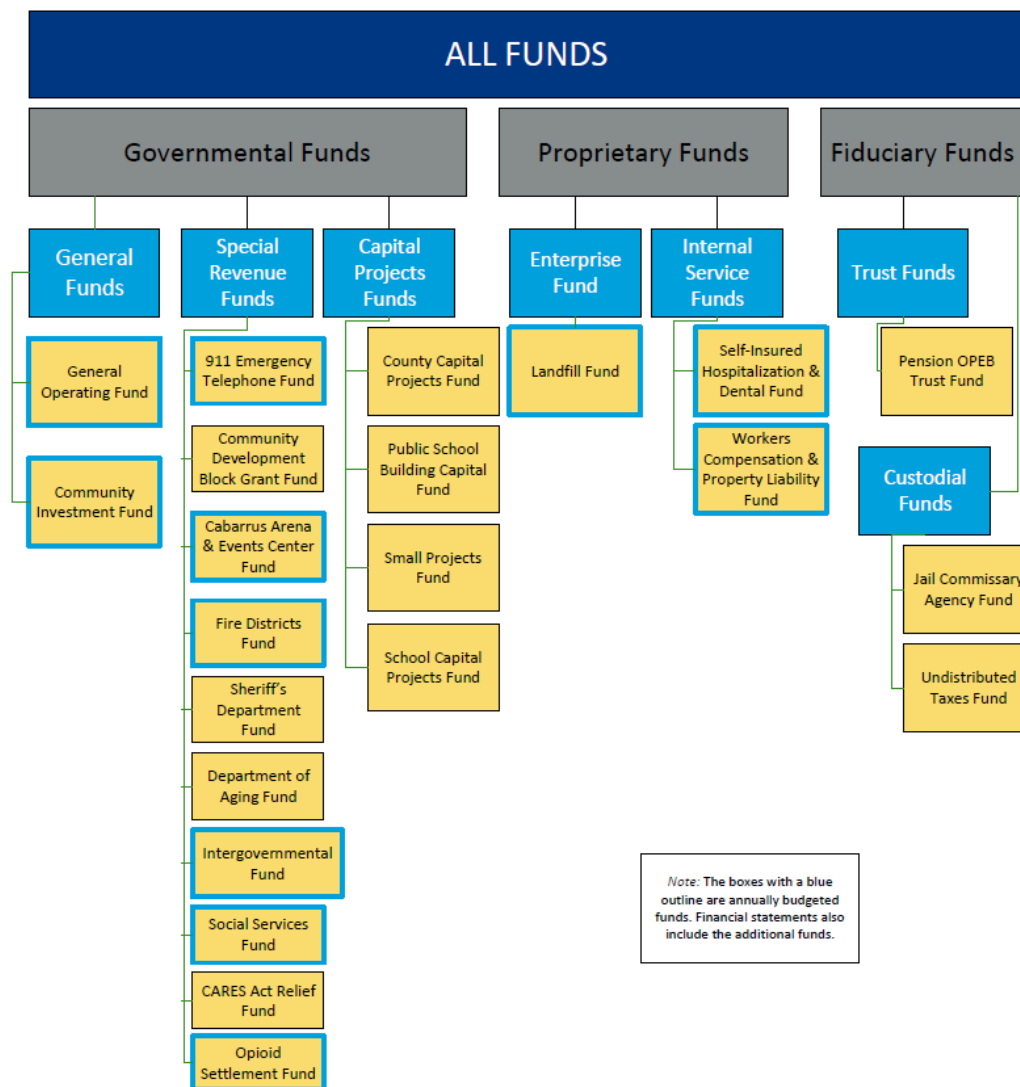 ALL FUNDS
Governmental Funds
Proprietary Funds
Fiduciary Funds
General
Funds
Special
Revenue
Funds
Capital
Projects
Funds
Enterprise
Fund
Internal
Service
Funds
Trust Funds
General
Operating Fund
Community
Investment Fund
911 Emergency
Telephone Fund
Community
Development
Block Grant Fund
Cabarrus Arena
& Events Center
Fund
Fire Districts
Fund
Sheriff’s
Department
Fund
Department of
Aging Fund
Intergovernmental
Fund
Social Services
Fund
CARES Act Relief
Fund
Opioid
Settlement Fund
County Capital
Projects Fund
Public School
Building Capital
Fund
Small Projects
Fund
School Capital
Projects Fund
Landfill Fund
Self-Insured
Hospitalization &
Dental Fund
Workers
Compensation &
Property Liability
Fund
Pension OPEB
Trust Fund
Custodial
Funds
Jail Commissary
Agency Fund
Undistributed
Taxes Fund
Note: The boxes with a blue
outline are annually budgeted
funds. Financial statements also
include the additional funds.